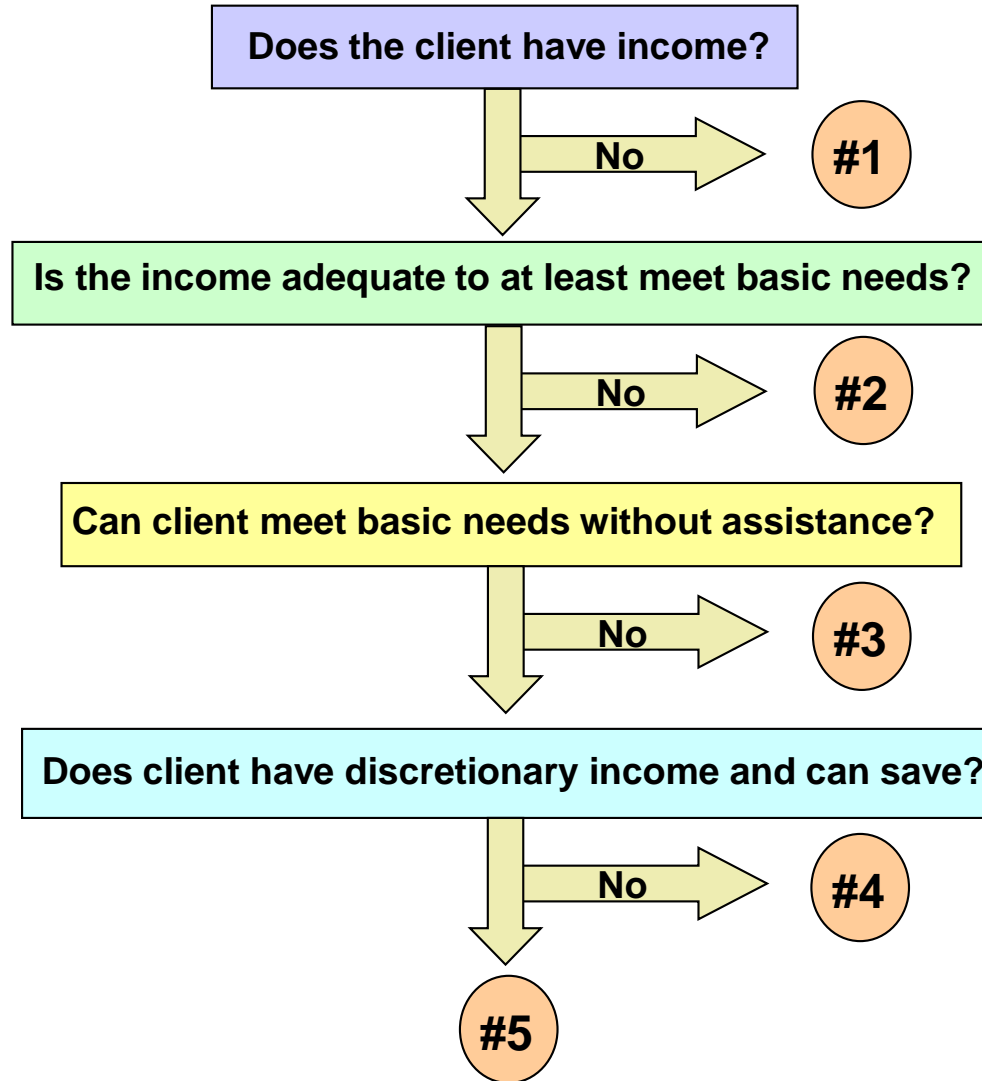 Does the client have income?
No
#1
Is the income adequate to at least meet basic needs?
No
#2
Can client meet basic needs without assistance?
No
#3
Does client have discretionary income and can save?
No
#4
#5